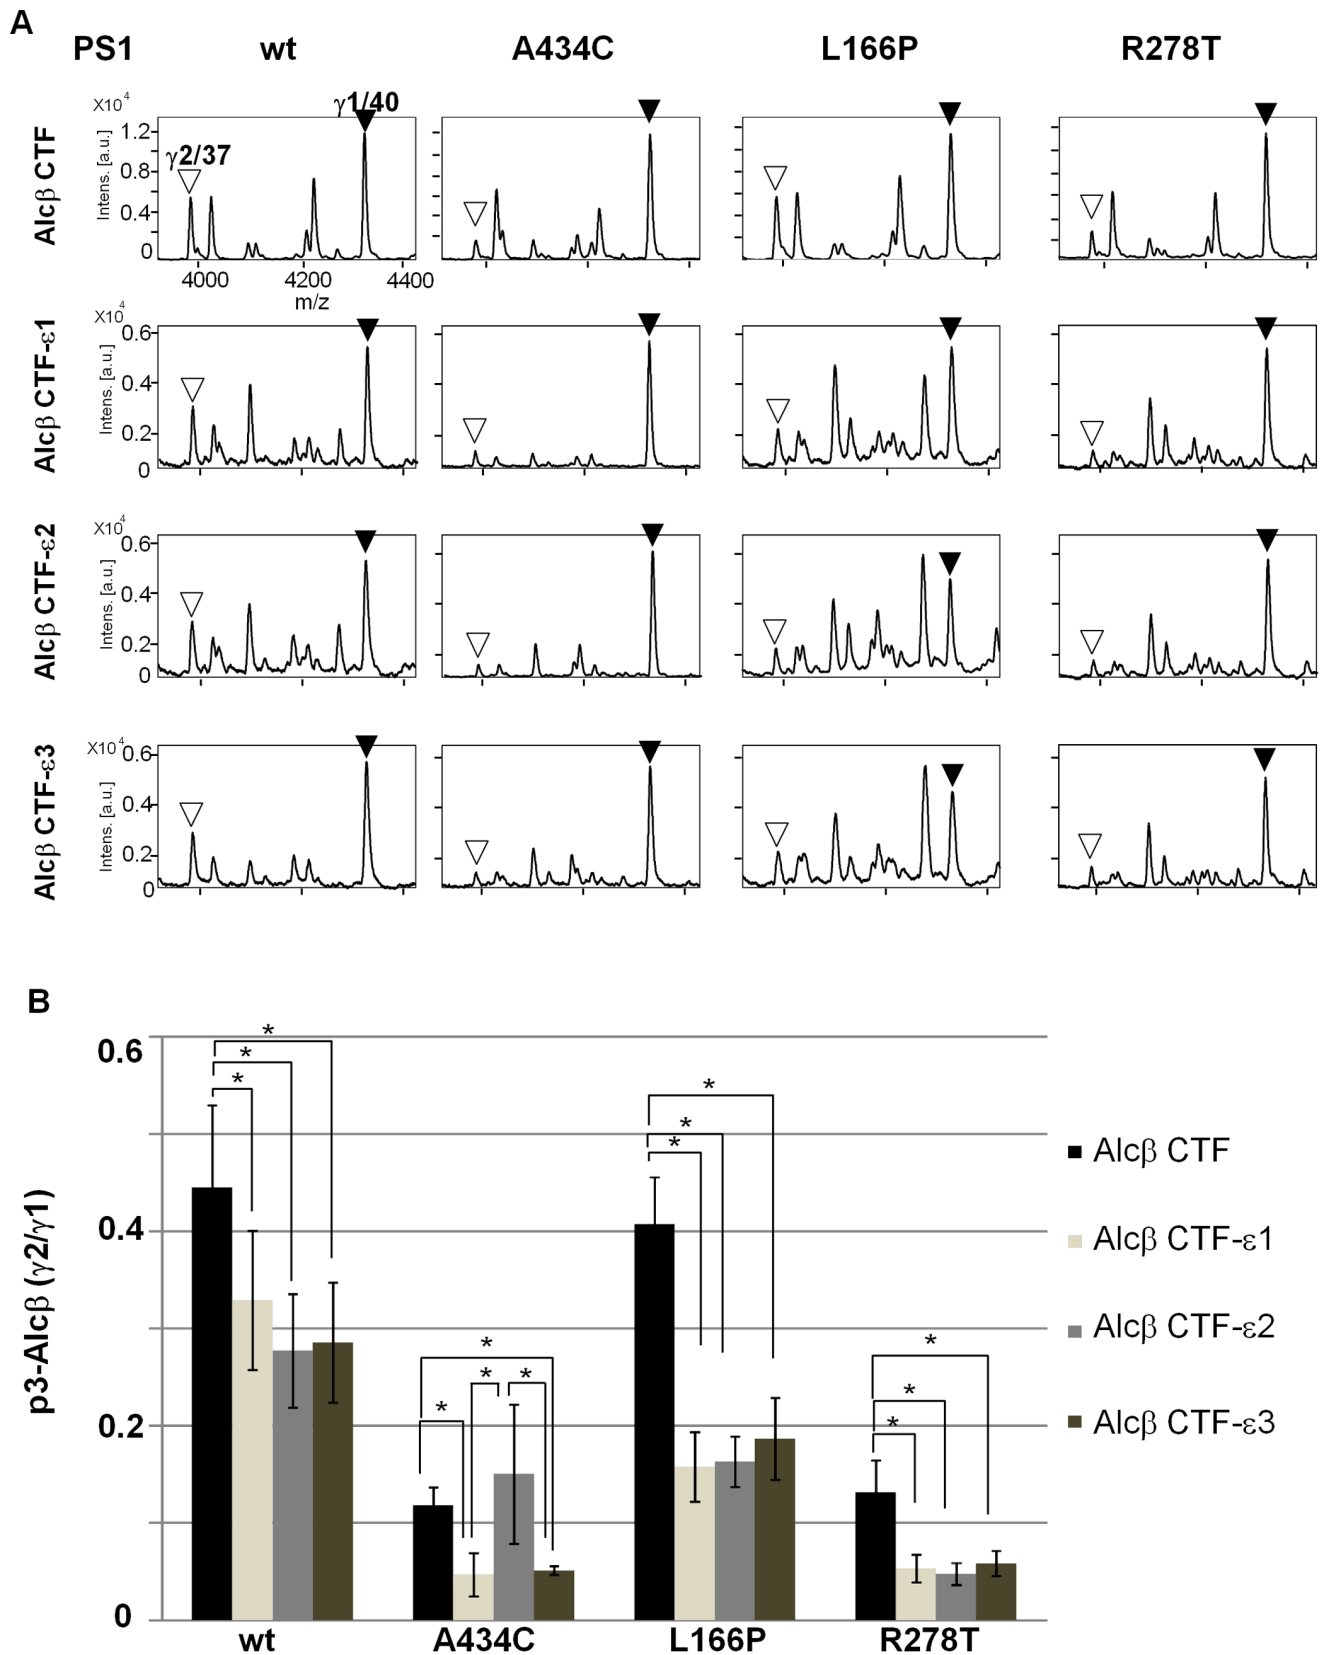 A
PS1 wt A434C L166P R278T
Alcβ CTF
X10⁴
Intens. [a.u.]
1.2
0.8
0.4
0
γ2/37
γ1/40
4000 4200 4400
m/z
Alcβ CTF-ε1
X10⁴
Intens. [a.u.]
0.6
0.4
0.2
0
Alcβ CTF-ε2
X10⁴
Intens. [a.u.]
0.6
0.4
0.2
0
Alcβ CTF-ε3
X10⁴
Intens. [a.u.]
0.6
0.4
0.2
0
B
p3-Alcβ (γ2/γ1)
0.6
0.4
0.2
0
* * *
* * * *
* * *
* * *
wt A434C L166P R278T
Alcβ CTF
Alcβ CTF-ε1
Alcβ CTF-ε2
Alcβ CTF-ε3